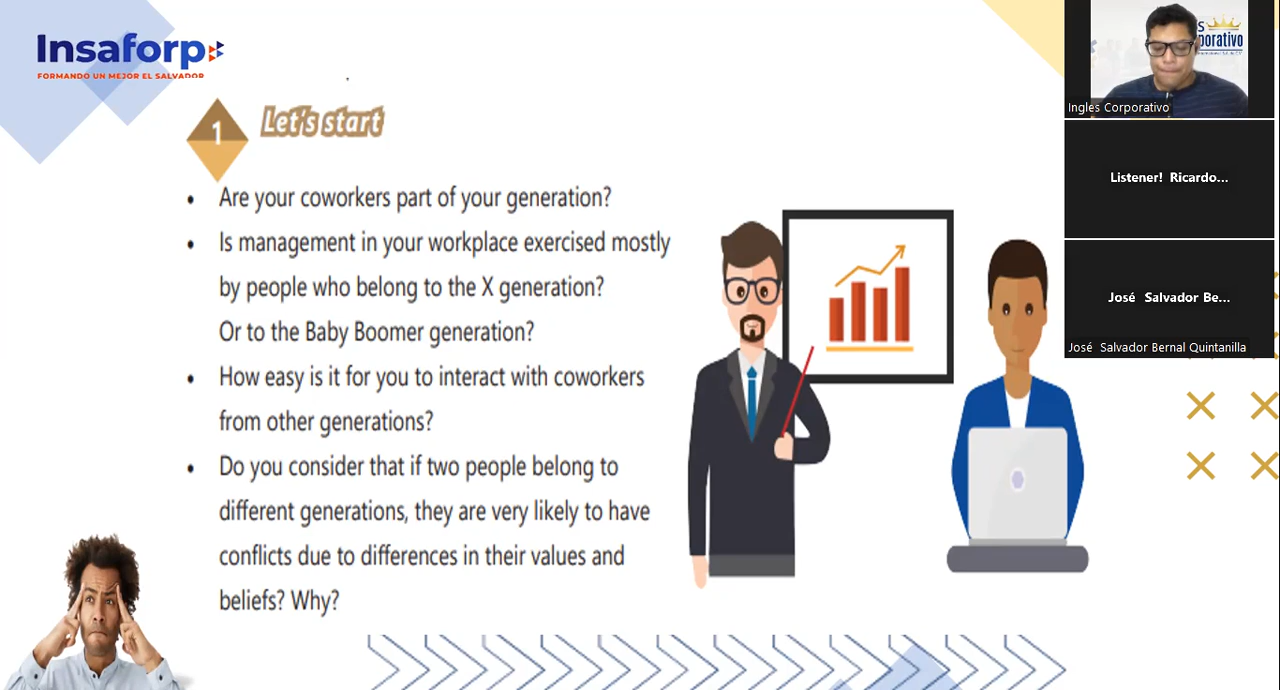 Insaforp
FORMANDO UN MEJOR EL SALVADOR
1
Let's start
• Are your coworkers part of your generation?
• Is management in your workplace exercised mostly
by people who belong to the X generation?
Or to the Baby Boomer generation?
• How easy is it for you to interact with coworkers
from other generations?
• Do you consider that if two people belong to
different generations, they are very likely to have
conflicts due to differences in their values and
beliefs? Why?
Ingles Corporativo
Listener! Ricardo...
José Salvador Be...
José Salvador Bernal Quintanilla